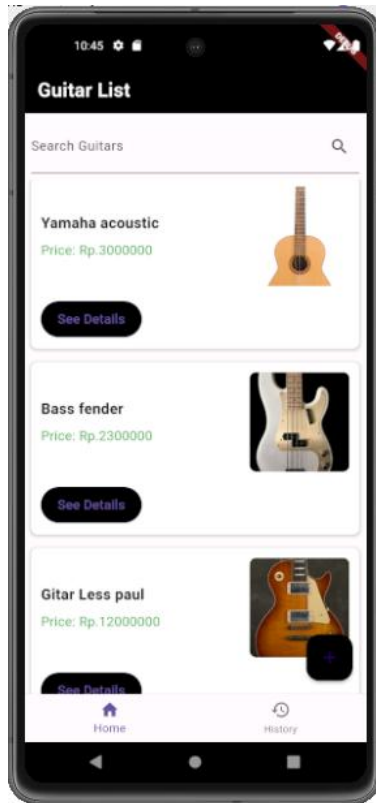 10:45
DEBUG
Guitar List
Search Guitars
Yamaha acoustic
Price: Rp.3000000
See Details
Bass fender
Price: Rp.2300000
See Details
Gitar Less paul
Price: Rp.12000000
See Details
+
Home
History